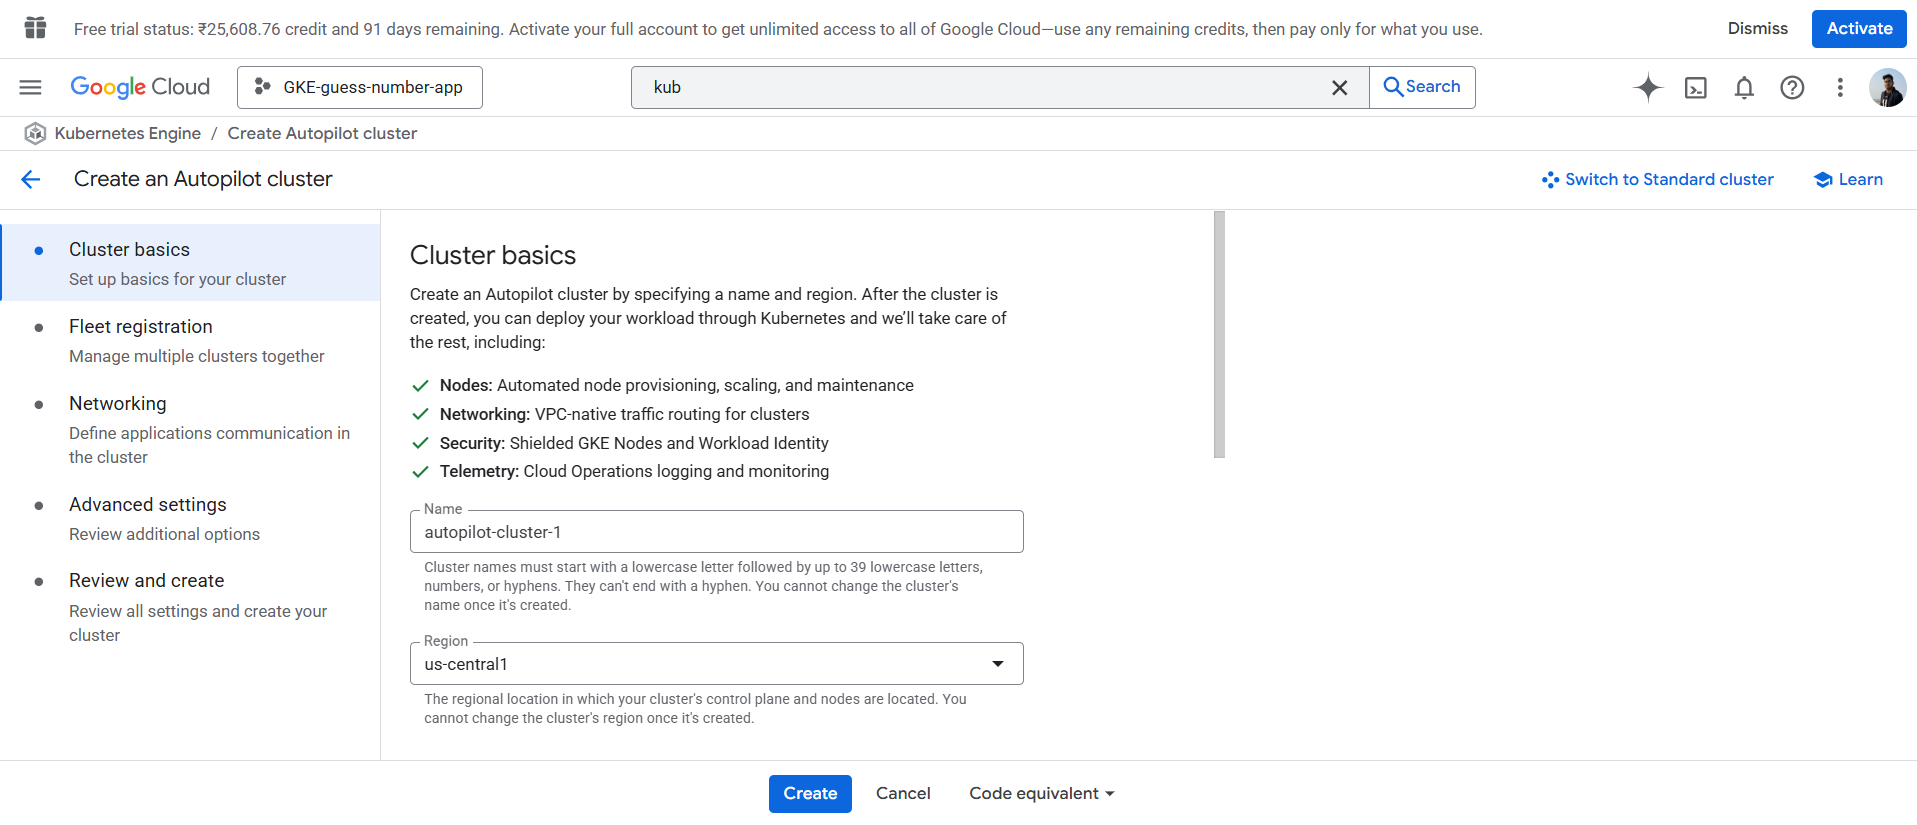 Free trial status: ₹25,608.76 credit and 91 days remaining. Activate your full account to get unlimited access to all of Google Cloud—use any remaining credits, then pay only for what you use.
Dismiss
Activate
Google Cloud
GKE-guess-number-app
kub
Search
Kubernetes Engine / Create Autopilot cluster
Create an Autopilot cluster
Switch to Standard cluster
Learn
Cluster basics
Set up basics for your cluster
Fleet registration
Manage multiple clusters together
Networking
Define applications communication in
the cluster
Advanced settings
Review additional options
Review and create
Review all settings and create your
cluster
Cluster basics
Create an Autopilot cluster by specifying a name and region. After the cluster is
created, you can deploy your workload through Kubernetes and we’ll take care of
the rest, including:
Nodes: Automated node provisioning, scaling, and maintenance
Networking: VPC-native traffic routing for clusters
Security: Shielded GKE Nodes and Workload Identity
Telemetry: Cloud Operations logging and monitoring
Name
autopilot-cluster-1
Cluster names must start with a lowercase letter followed by up to 39 lowercase letters,
numbers, or hyphens. They can't end with a hyphen. You cannot change the cluster's
name once it's created.
Region
us-central1
The regional location in which your cluster's control plane and nodes are located. You
cannot change the cluster's region once it's created.
Create
Cancel
Code equivalent